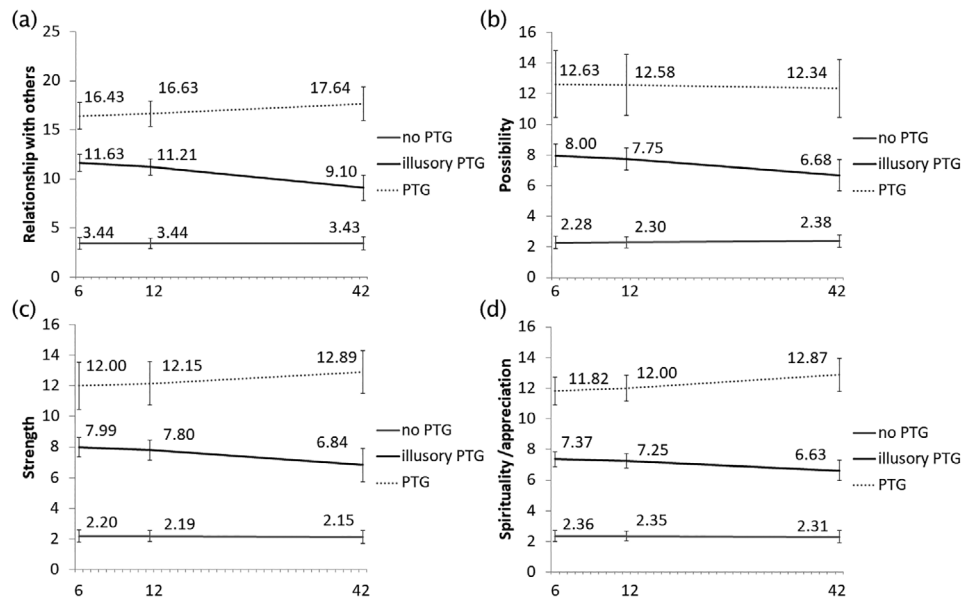 (a)
Relationship with others
25
20
15
10
5
0
16.43 16.63 17.64
11.63 11.21 9.10
3.44 3.44 3.43
6 12 42
no PTG
illusory PTG
PTG
(b)
Possibility
16
14
12
10
8
6
4
2
0
12.63 12.58 12.34
8.00 7.75 6.68
2.28 2.30 2.38
6 12 42
no PTG
illusory PTG
PTG
(c)
Strength
16
14
12
10
8
6
4
2
0
12.00 12.15 12.89
7.99 7.80 6.84
2.20 2.19 2.15
6 12 42
no PTG
illusory PTG
PTG
(d)
Spirituality/appreciation
16
14
12
10
8
6
4
2
0
11.82 12.00 12.87
7.37 7.25 6.63
2.36 2.35 2.31
6 12 42
no PTG
illusory PTG
PTG